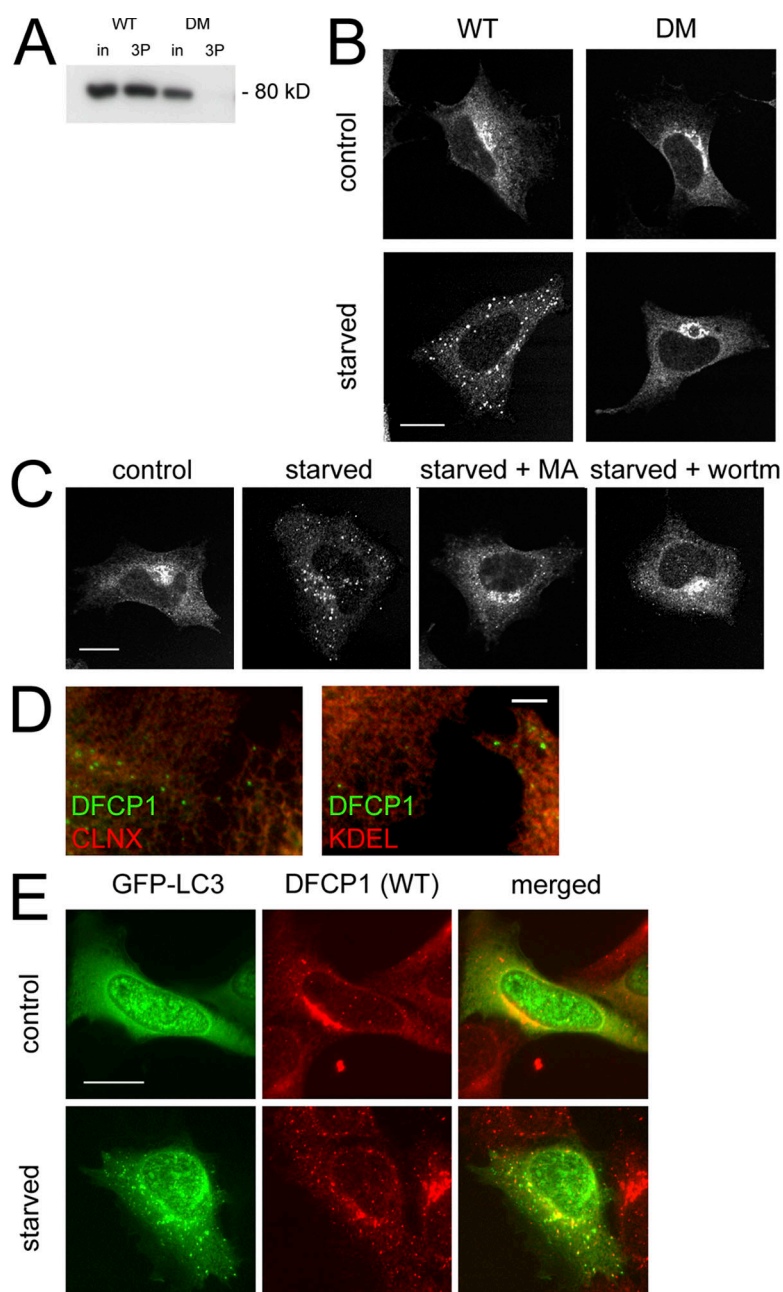 A
WT DM
in 3P in 3P
- 80 kD
B
WT DM
control
starved
C
control starved starved + MA starved + wortm
D
DFCP1
CLNX
DFCP1
KDEL
E
GFP-LC3 DFCP1 (WT) merged
control
starved